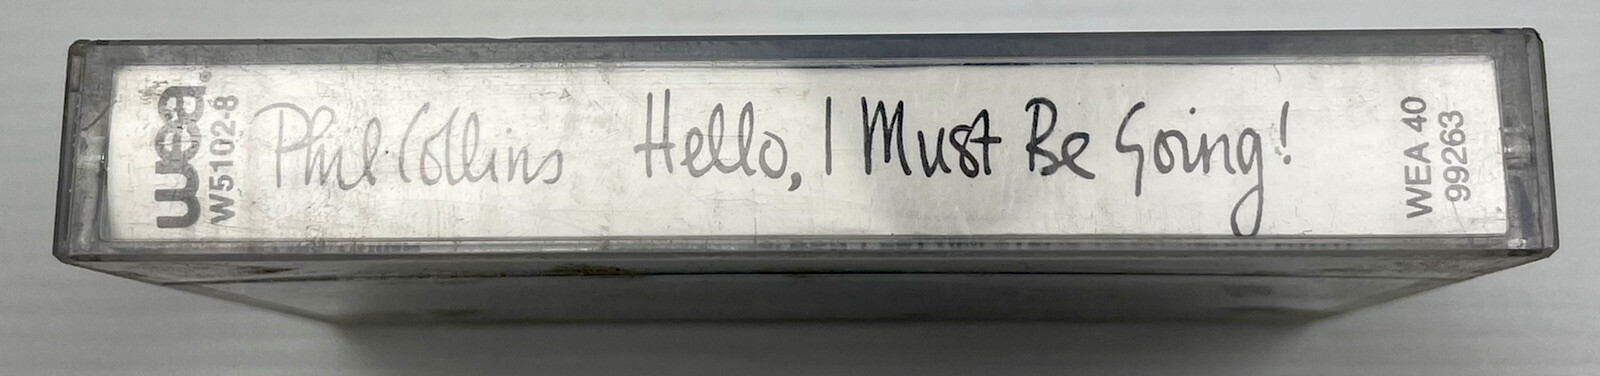 wea
W5102-8
Phil Collins Hello, I Must Be Going!
WEA 40
99263